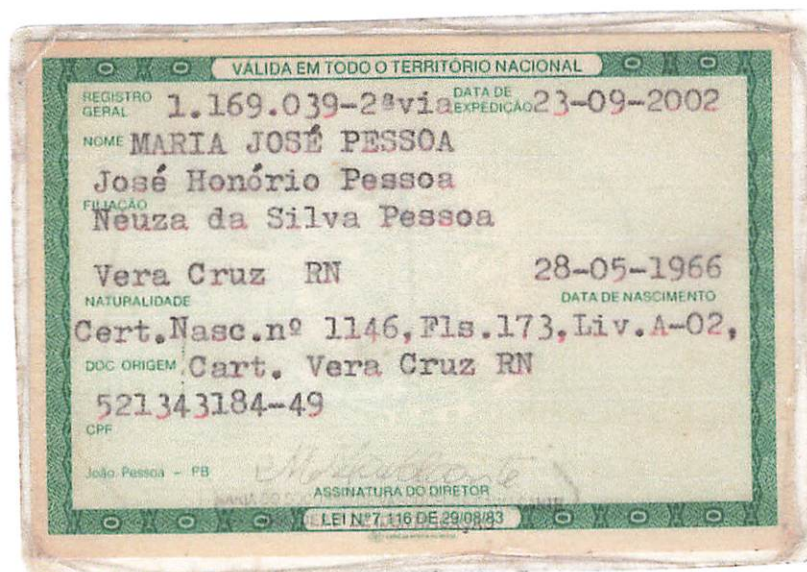 VÁLIDA EM TODO O TERRITÓRIO NACIONAL
REGISTRO GERAL 1.169.039-2ªvia DATA DE EXPEDIÇÃO 23-09-2002
NOME MARIA JOSÉ PESSOA
José Honório Pessoa
FILIAÇÃO
Neuza da Silva Pessoa
Vera Cruz RN 28-05-1966
NATURALIDADE DATA DE NASCIMENTO
Cert.Nasc.nº 1146,Fls.173,Liv.A-02,
DOC ORIGEM Cart. Vera Cruz RN
521343184-49
CPF
João Pessoa - PB
ASSINATURA DO DIRETOR
LEI Nº 7.116 DE 29/08/83